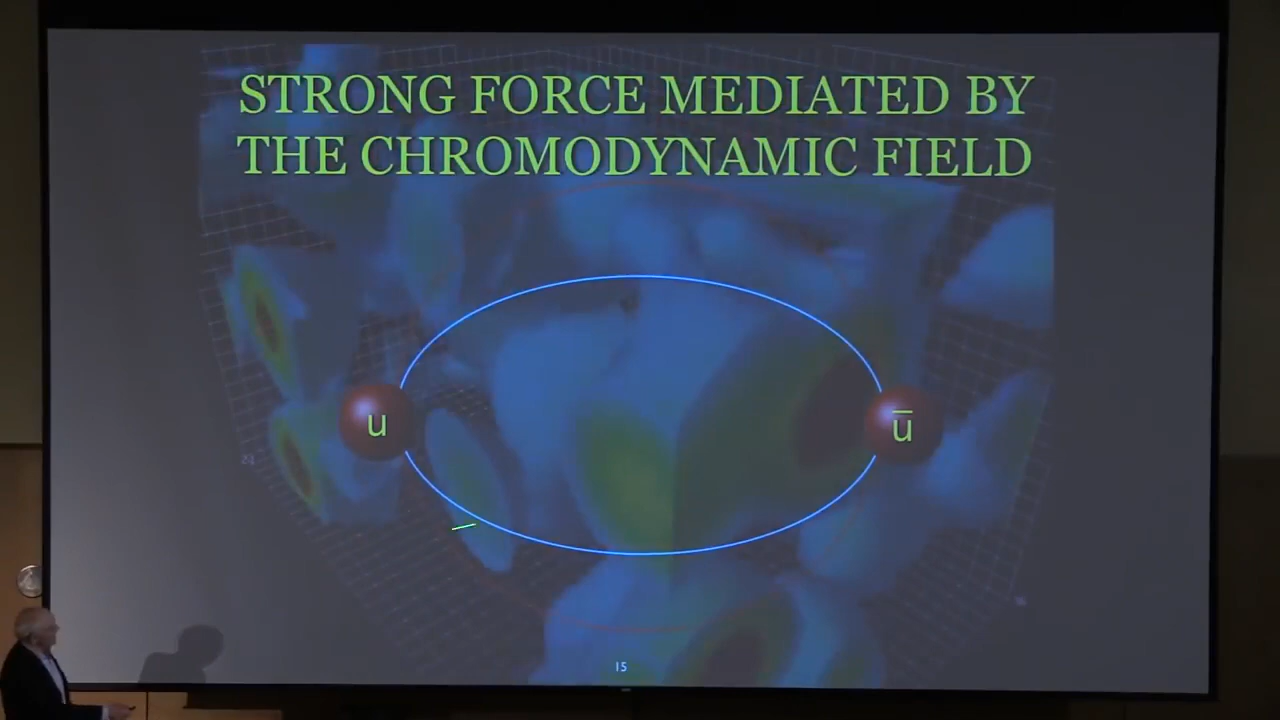 STRONG FORCE MEDIATED BY
THE CHROMODYNAMIC FIELD
u
ū
15